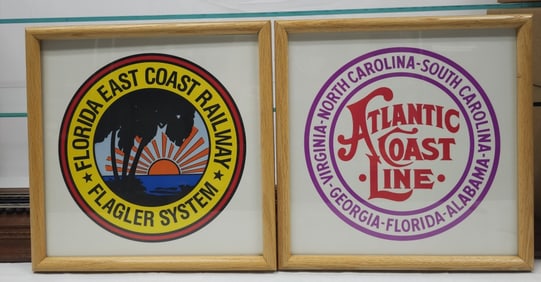 FLORIDA EAST COAST RAILWAY
★ FLAGLER SYSTEM ★
VIRGINIA-NORTH CAROLINA-SOUTH CAROLINA-
GEORGIA-FLORIDA-ALABAMA-
ATLANTIC
COAST
·LINE·